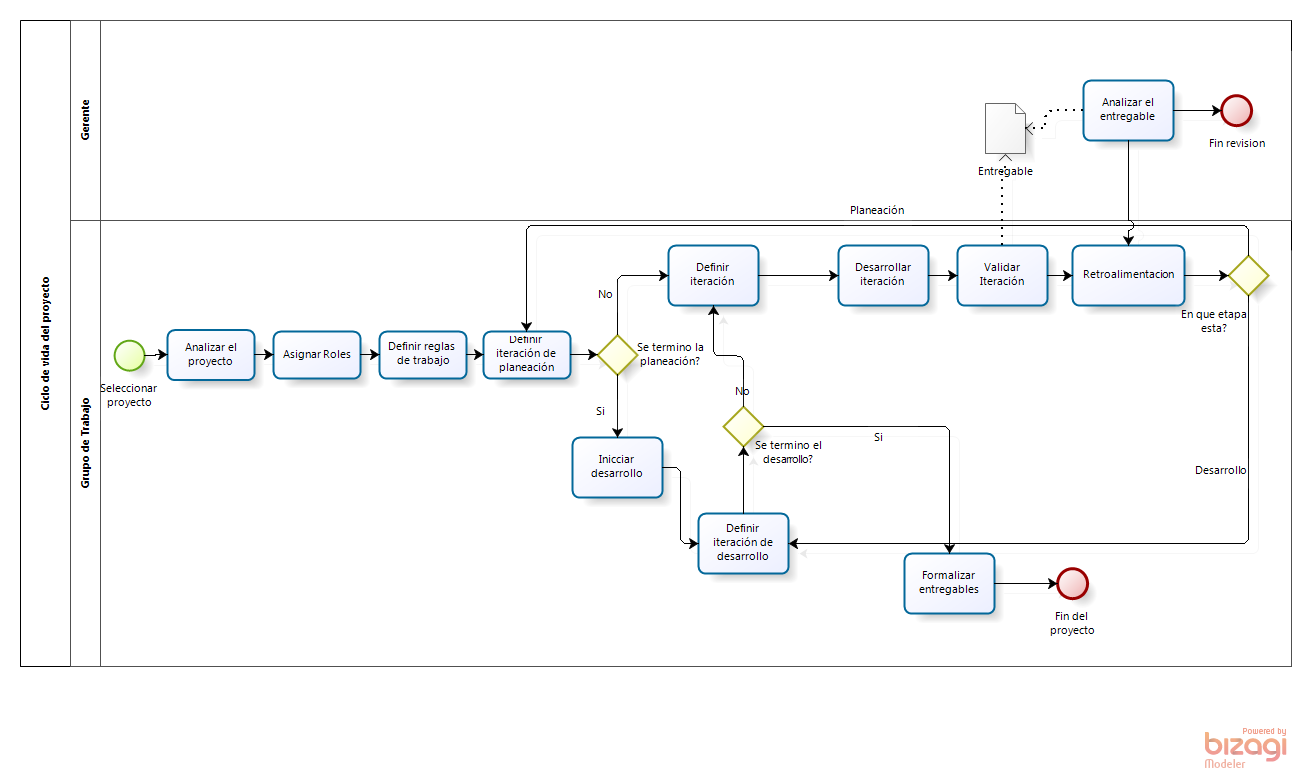 Ciclo de vida del proyecto
Gerente
Analizar el
entregable
Fin revision
Entregable
Grupo de Trabajo
Planeación
Definir
iteración
Desarrollar
iteración
Validar
Iteración
Retroalimentacion
En que etapa
esta?
No
Seleccionar
proyecto
Analizar el
proyecto
Asignar Roles
Definir reglas
de trabajo
Definir
iteración de
planeación
Se termino la
planeación?
Si
No
Inicciar
desarrollo
Se termino el
desarrollo?
Si
Desarrollo
Definir
iteración de
desarrollo
Formalizar
entregables
Fin del
proyecto
Powered by
bizagi
Modeler